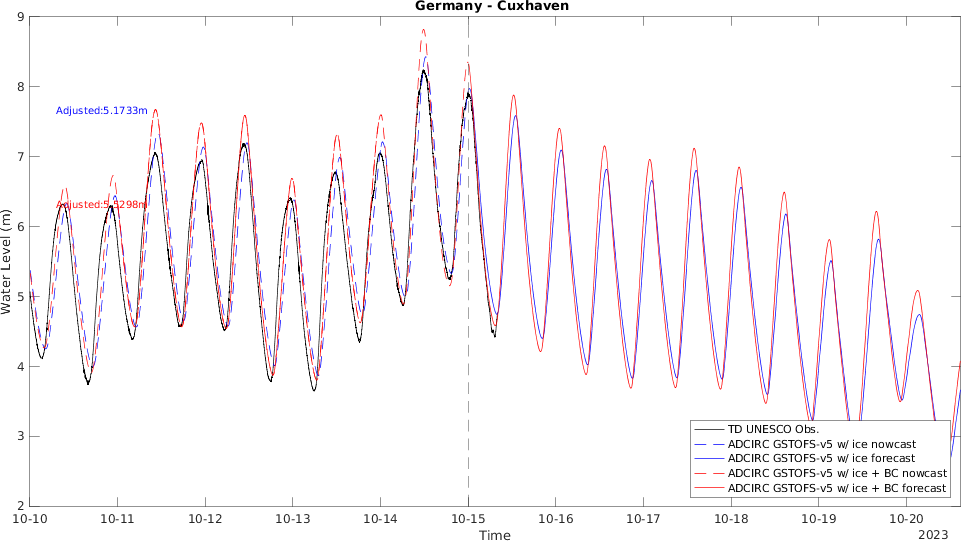 Germany - Cuxhaven
Water Level (m)
9
8
7
6
5
4
3
2
Adjusted:5.1733m
TD UNESCO Obs.
ADCIRC GSTOFS-v5 w/ ice nowcast
ADCIRC GSTOFS-v5 w/ ice forecast
ADCIRC GSTOFS-v5 w/ ice + BC nowcast
ADCIRC GSTOFS-v5 w/ ice + BC forecast
10-10 10-11 10-12 10-13 10-14 10-15 10-16 10-17 10-18 10-19 10-20
Time
2023